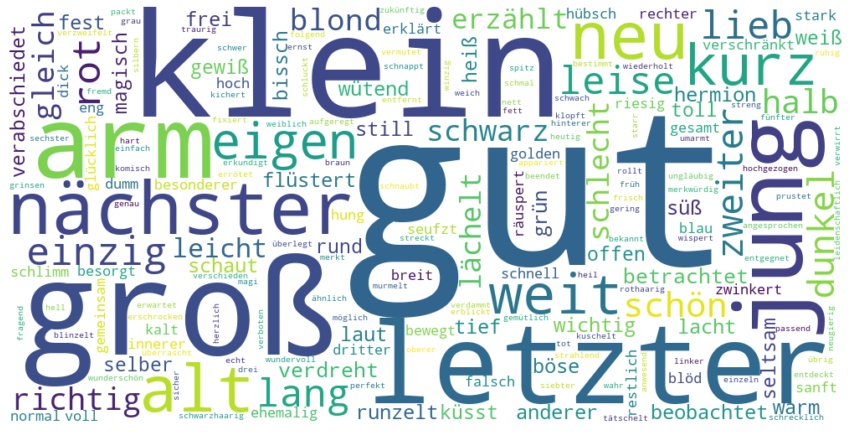 packt
grau
zukünftig
frei
blond
erzählt
hübsch
rechter
stark
fest
verzweifelt
traurig
erklärt
neu
lieb
verschränkt
weiß
klein
gleich
rot
dick
silbern
gewiß
folgend
ernst
schwer
bissch
heiß
vermutet
schnappt
bestimmt
wiederholt
ruhig
kurz
magisch
hoch
schluckt
wütend
leise
winzig
spitz
schmal
hermion
verabschiedet
eng
fremd
kichert
entfernt
weich
nett
fett
schwach
riesig
toll
halb
streng
fünfter
arm
eigen
fixiert
aufgeregt
still
schwarz
klopft
hinterer
heutig
gesamt
umarmt
verwirrt
sechster
hart
weiblich
schlecht
starr
jung
grinsen
einfach
glücklich
komisch
erkundigt
braun
golden
appariert
rollt
ungläubig
hochgezogen
gut
dumm
besonderer
errötet
flüstert
schnaubt
beendet
früh
merkwürdig
prustet
leidenschaftlich
nächster
genau
hung
seufzt
lächelt
räuspert
grün
frisch
gering
süß
zweiter
angesprochen
dunkel
einzig
leicht
überlegt
rund
streckt
offen
bekannt
wispert
blau
entgegnet
schlimm
besorgt
verschieden
schaut
merkt
breit
schnell
heil
betrachtet
zwinkert
groß
hell
magi
ähnlich
murmelt
weit
verdammt
erblickt
rothaarig
schön
neugierig
fragend
gemeinsam
erwartet
erschrocken
herzlich
verboten
möglich
laut
bewegt
tief
gemütlich
wichtig
lacht
passend
blinzelt
kalt
innerer
überrascht
dritter
oberer
tot
kuschelt
linker
seltsam
übrig
letzter
selber
wunderschön
echt
drei
wundervoll
verdreht
strahlend
böse
blöd
anwesend
entdeckt
richtig
alt
lang
sicher
perfekt
falsch
siebter
wahr
restlich
einzeln
sanft
normal
voll
schwarzhaarig
ehemalig
runzelt
küsst
anderer
tätschelt
beobachtet
warm
schrecklich